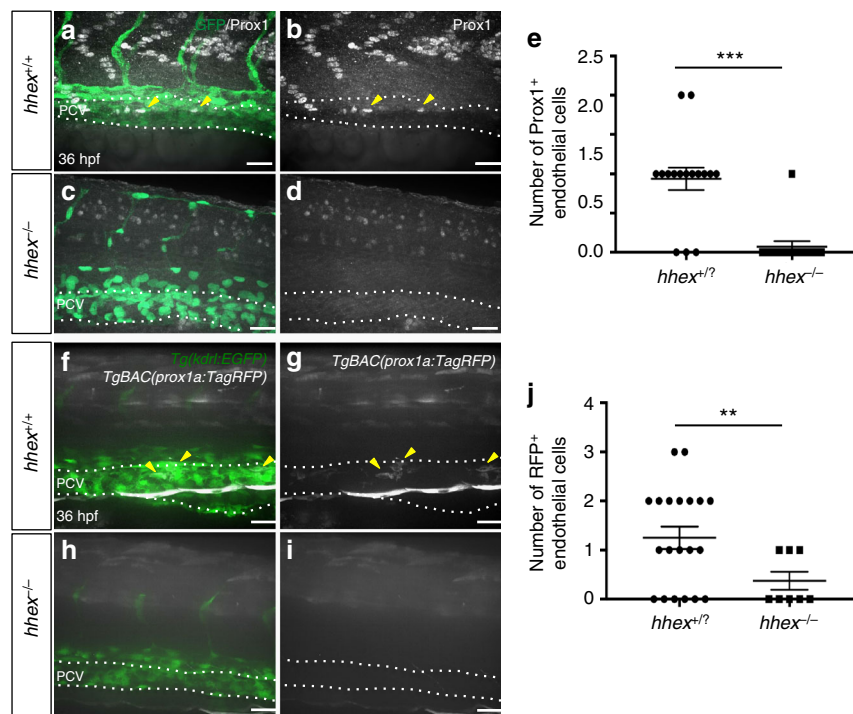 a
GFP/Prox1
b
Prox1
hhex+/+
PCV
36 hpf
c
d
hhex–/–
PCV
e
Number of Prox1+
endothelial cells
2.5
2.0
1.5
0.5
0.0
***
hhex+/?
hhex–/–
f
Tg(kdrl:EGFP)
TgBAC(prox1a:TagRFP)
g
TgBAC(prox1a:TagRFP)
hhex+/+
PCV
36 hpf
h
i
hhex–/–
PCV
j
Number of RFP+
endothelial cells
4
3
2
1
0
**
hhex+/?
hhex–/–